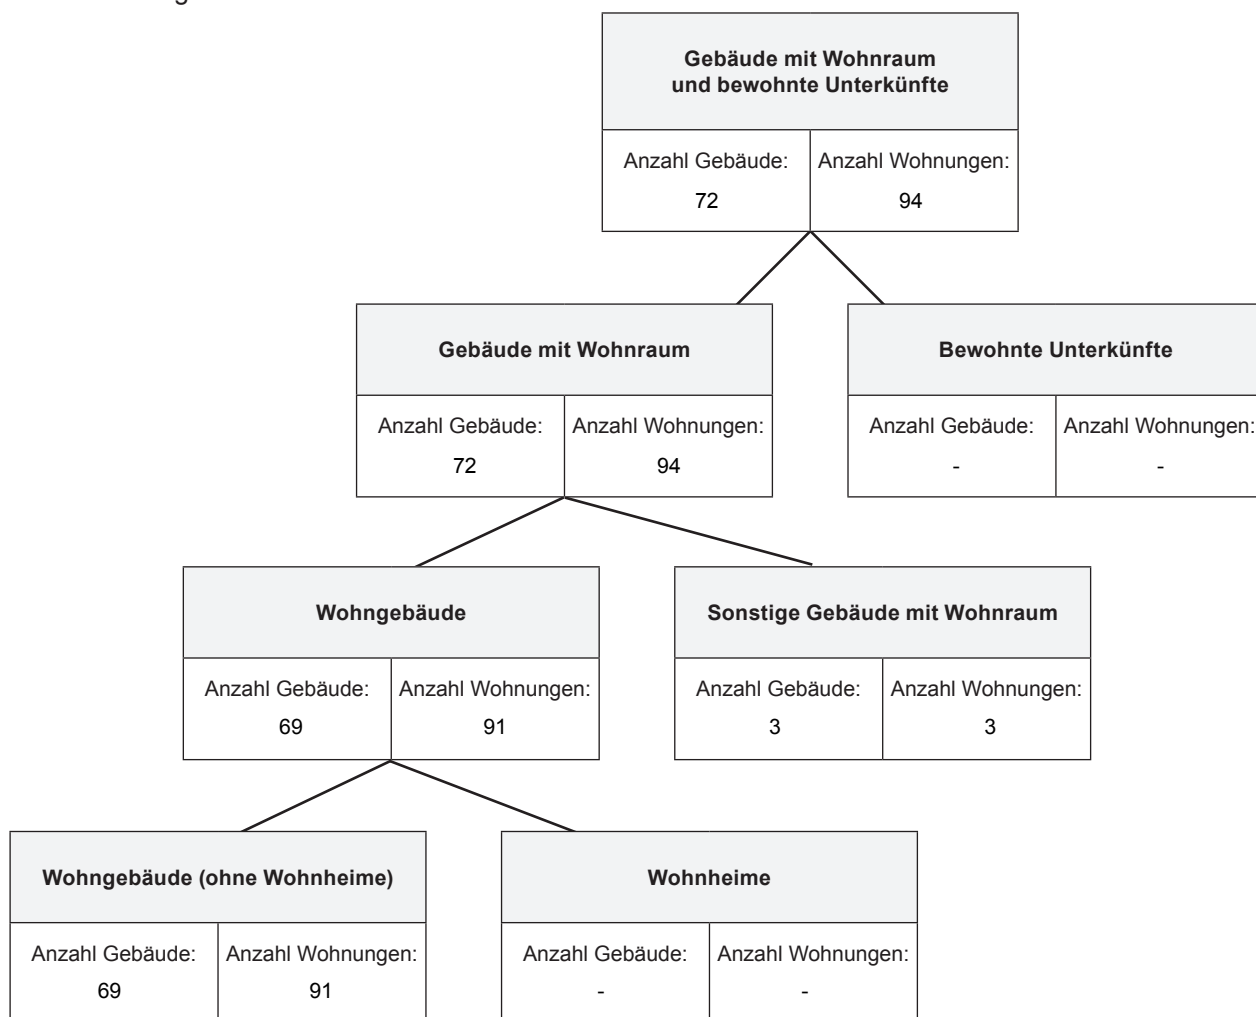 Gebäude mit Wohnraum
und bewohnte Unterkünfte
Anzahl Gebäude: Anzahl Wohnungen:
72 94
Gebäude mit Wohnraum
Anzahl Gebäude: Anzahl Wohnungen:
72 94
Bewohnte Unterkünfte
Anzahl Gebäude: Anzahl Wohnungen:
- -
Wohngebäude
Anzahl Gebäude: Anzahl Wohnungen:
69 91
Sonstige Gebäude mit Wohnraum
Anzahl Gebäude: Anzahl Wohnungen:
3 3
Wohngebäude (ohne Wohnheime)
Anzahl Gebäude: Anzahl Wohnungen:
69 91
Wohnheime
Anzahl Gebäude: Anzahl Wohnungen:
- -